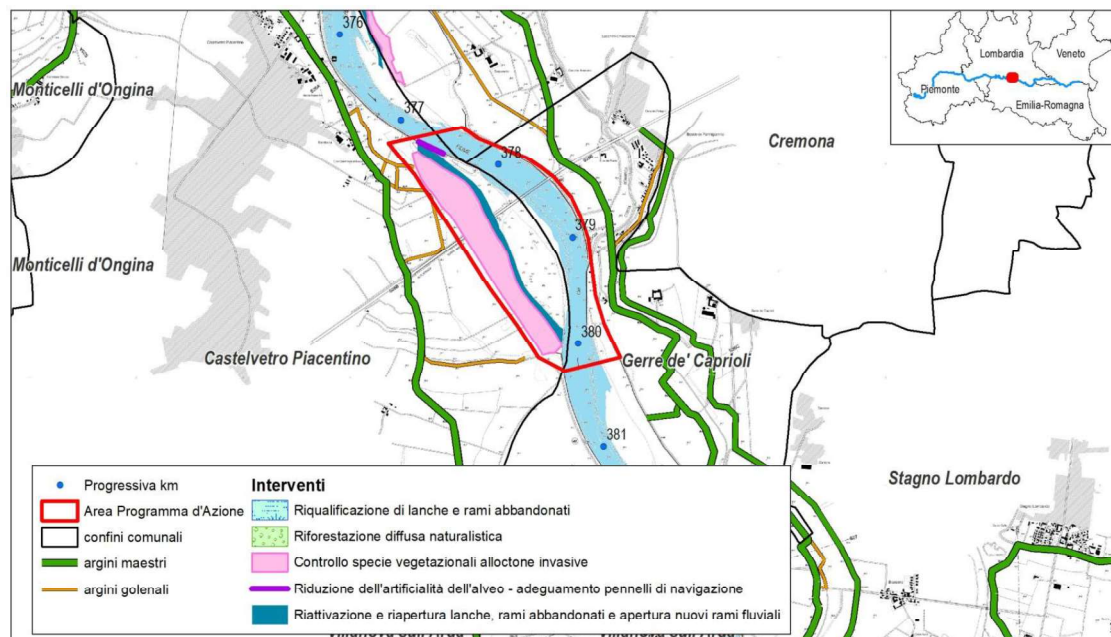 376
Lombardia
Veneto
Piemonte
Emilia-Romagna
Monticelli d'Ongina
377
378
Cremona
379
Monticelli d'Ongina
380
Castelvetro Piacentino
Gerre de' Caprioli
381
Stagno Lombardo
Progressiva km
Area Programma d'Azione
confini comunali
argini maestri
argini golenali
Interventi
Riqualificazione di lanche e rami abbandonati
Riforestazione diffusa naturalistica
Controllo specie vegetazionali alloctone invasive
Riduzione dell'artificialità dell'alveo - adeguamento pennelli di navigazione
Riattivazione e riapertura lanche, rami abbandonati e apertura nuovi rami fluviali